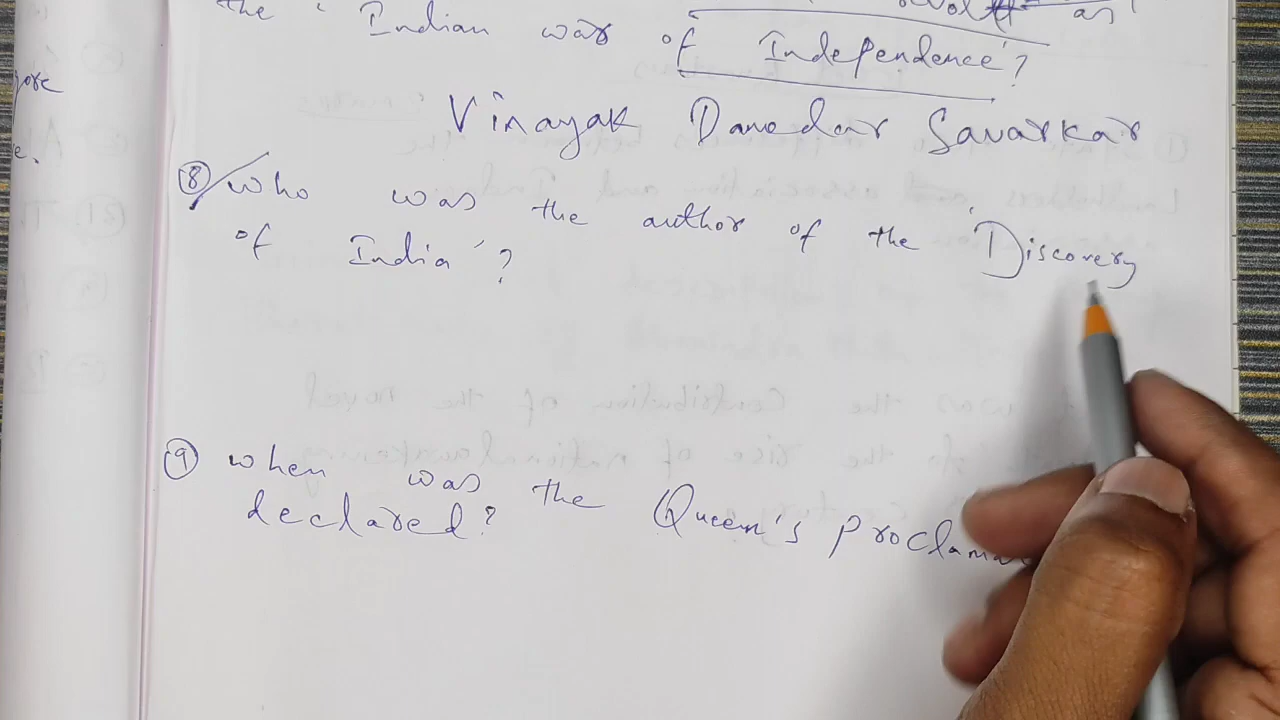 the ' Indian war of Independence'?
Vinayak Damodar Savarkar
⑧ Who was the author of the 'Discovery
of India'?
⑨ When was the Queen's Proclama
declared?